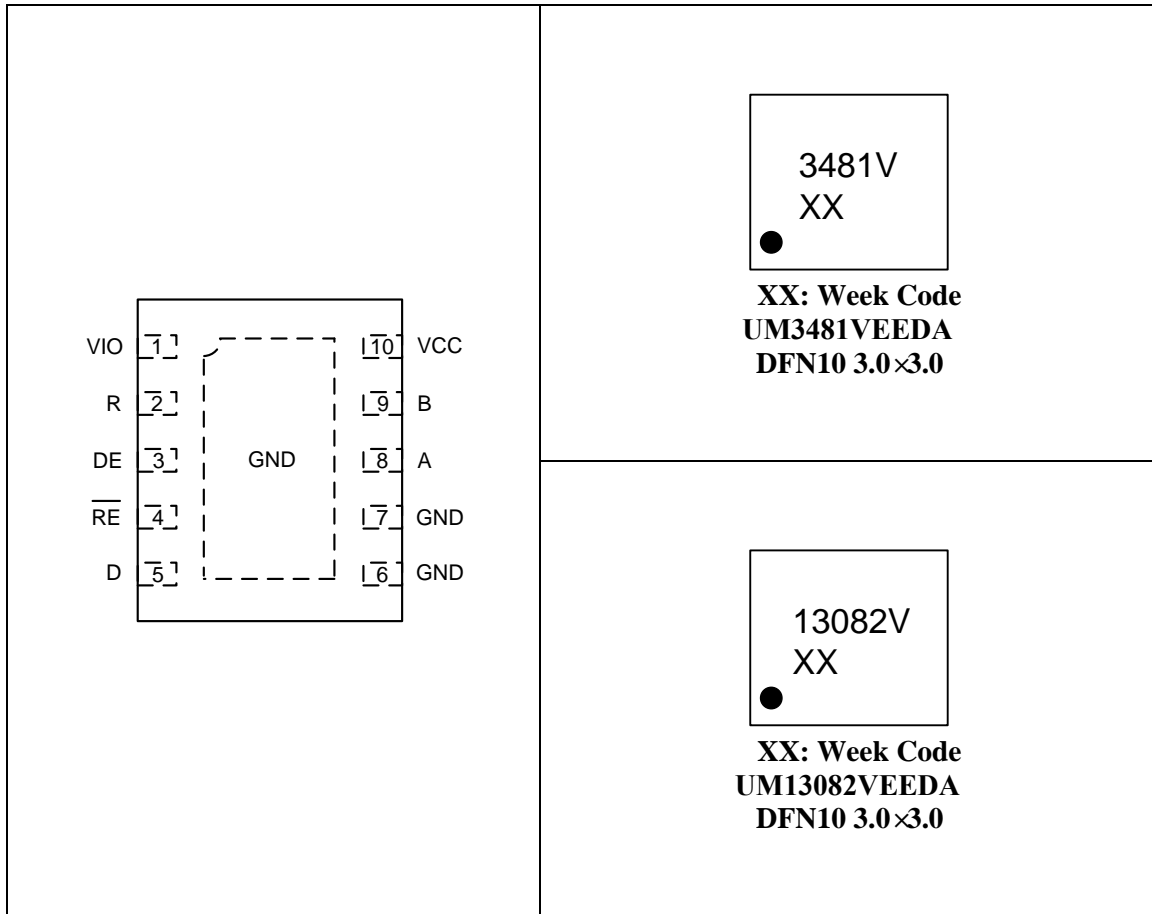 VIO 1 10 VCC
R 2 9 B
DE 3 GND 8 A
RE 4 7 GND
D 5 6 GND
3481V
XX
XX: Week Code
UM3481VEEDA
DFN10 3.0×3.0
13082V
XX
XX: Week Code
UM13082VEEDA
DFN10 3.0×3.0